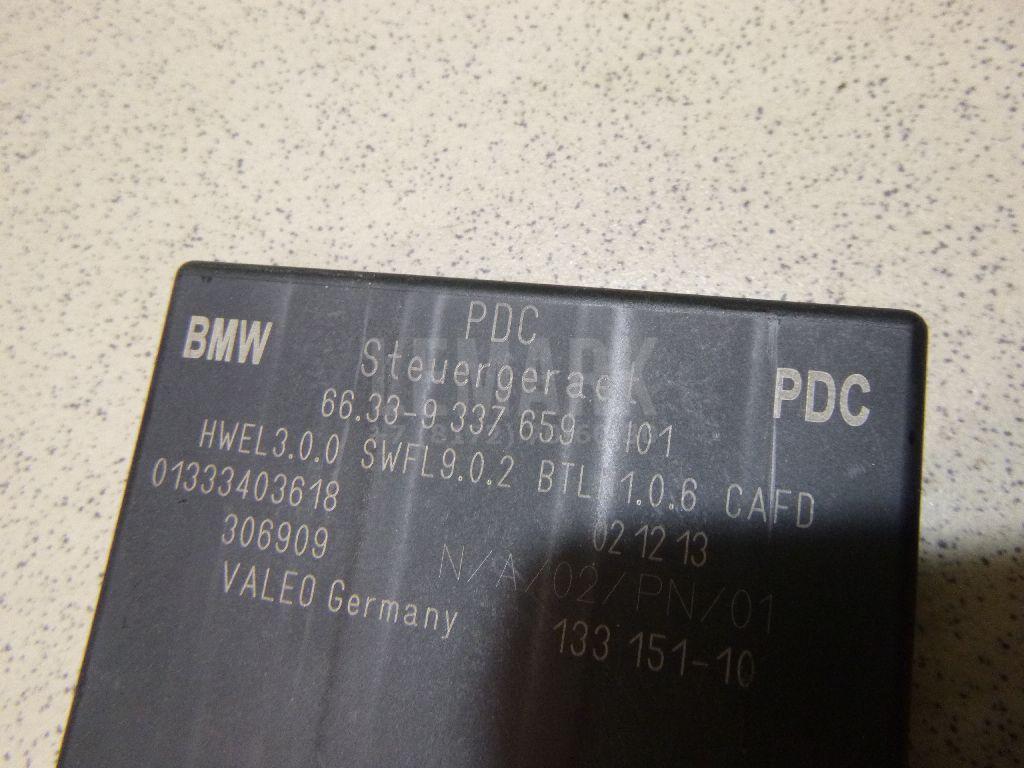 PDC
BMW Steuergeraet PDC
66.33-9 337 659 101
HWEL3.0.0 SWFL9.0.2 BTL 1.0.6 CAFD
01333403618 02 12 13
306909 N/A/02/PN/01
VALEO Germany 133 151-10